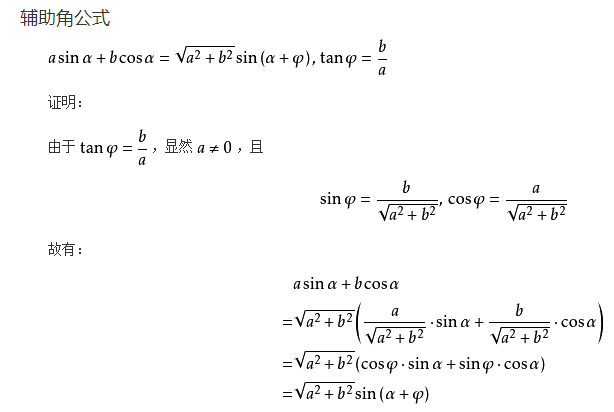 辅助角公式
a sin α + b cos α = √(a² + b²) sin (α + φ), tan φ = b/a
证明：
由于 tan φ = b/a ，显然 a ≠ 0 ，且
sin φ = b/√(a² + b²), cos φ = a/√(a² + b²)
故有：
a sin α + b cos α
=√(a² + b²)(a/√(a² + b²) · sin α + b/√(a² + b²) · cos α)
=√(a² + b²)(cos φ · sin α + sin φ · cos α)
=√(a² + b²) sin (α + φ)